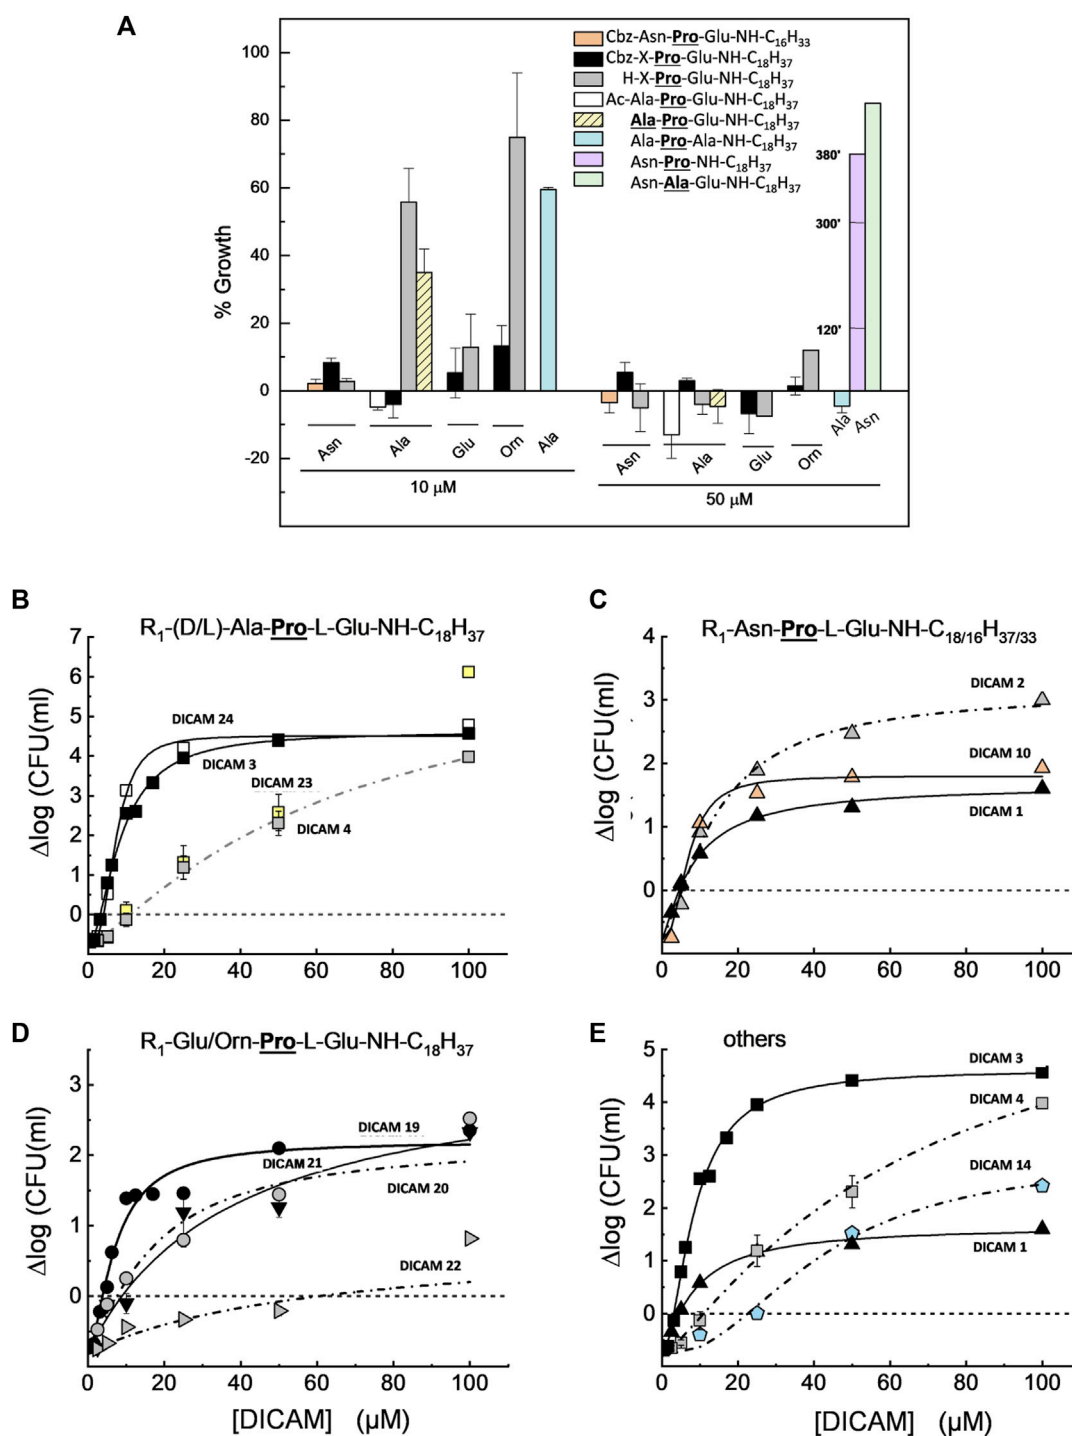 A
Cbz-Asn-Pro-Glu-NH-C16H33
Cbz-X-Pro-Glu-NH-C18H37
H-X-Pro-Glu-NH-C18H37
Ac-Ala-Pro-Glu-NH-C18H37
Ala-Pro-Glu-NH-C18H37
Ala-Pro-Ala-NH-C18H37
Asn-Pro-NH-C18H37
Asn-Ala-Glu-NH-C18H37
% Growth
100
80
60
40
20
0
-20
380'
300'
120'
Asn
Ala
Glu
Orn
Ala
10 µM
Asn
Ala
Glu
Orn
Ala
Asn
50 µM
B
R1-(D/L)-Ala-Pro-L-Glu-NH-C18H37
Δlog (CFU(ml)
7
6
5
4
3
2
1
0
DICAM 24
DICAM 3
DICAM 23
DICAM 4
0 20 40 60 80 100
C
R1-Asn-Pro-L-Glu-NH-C18/16H37/33
Δlog (CFU(ml)
4
3
2
1
0
DICAM 2
DICAM 10
DICAM 1
0 20 40 60 80 100
D
R1-Glu/Orn-Pro-L-Glu-NH-C18H37
Δlog (CFU(ml)
3
2
1
0
DICAM 19
DICAM 21
DICAM 20
DICAM 22
0 20 40 60 80 100
[DICAM] (µM)
E
others
Δlog (CFU(ml)
5
4
3
2
1
0
-1
DICAM 3
DICAM 4
DICAM 14
DICAM 1
0 20 40 60 80 100
[DICAM] (µM)